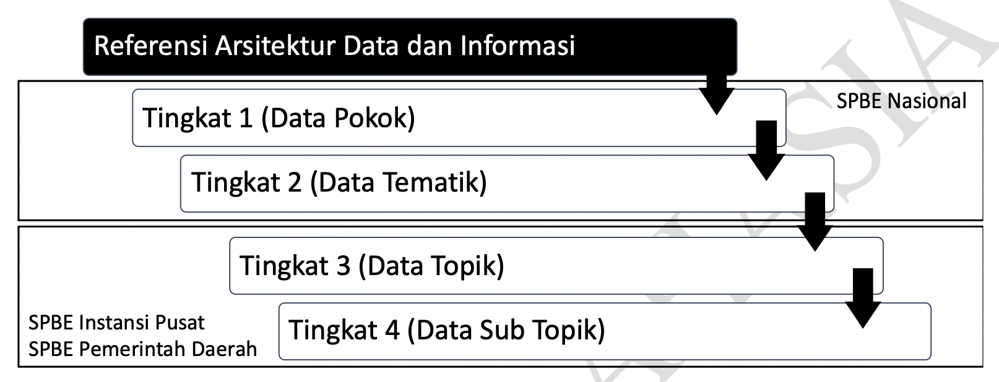 Referensi Arsitektur Data dan Informasi
SPBE Nasional
Tingkat 1 (Data Pokok)
Tingkat 2 (Data Tematik)
Tingkat 3 (Data Topik)
SPBE Instansi Pusat
SPBE Pemerintah Daerah
Tingkat 4 (Data Sub Topik)